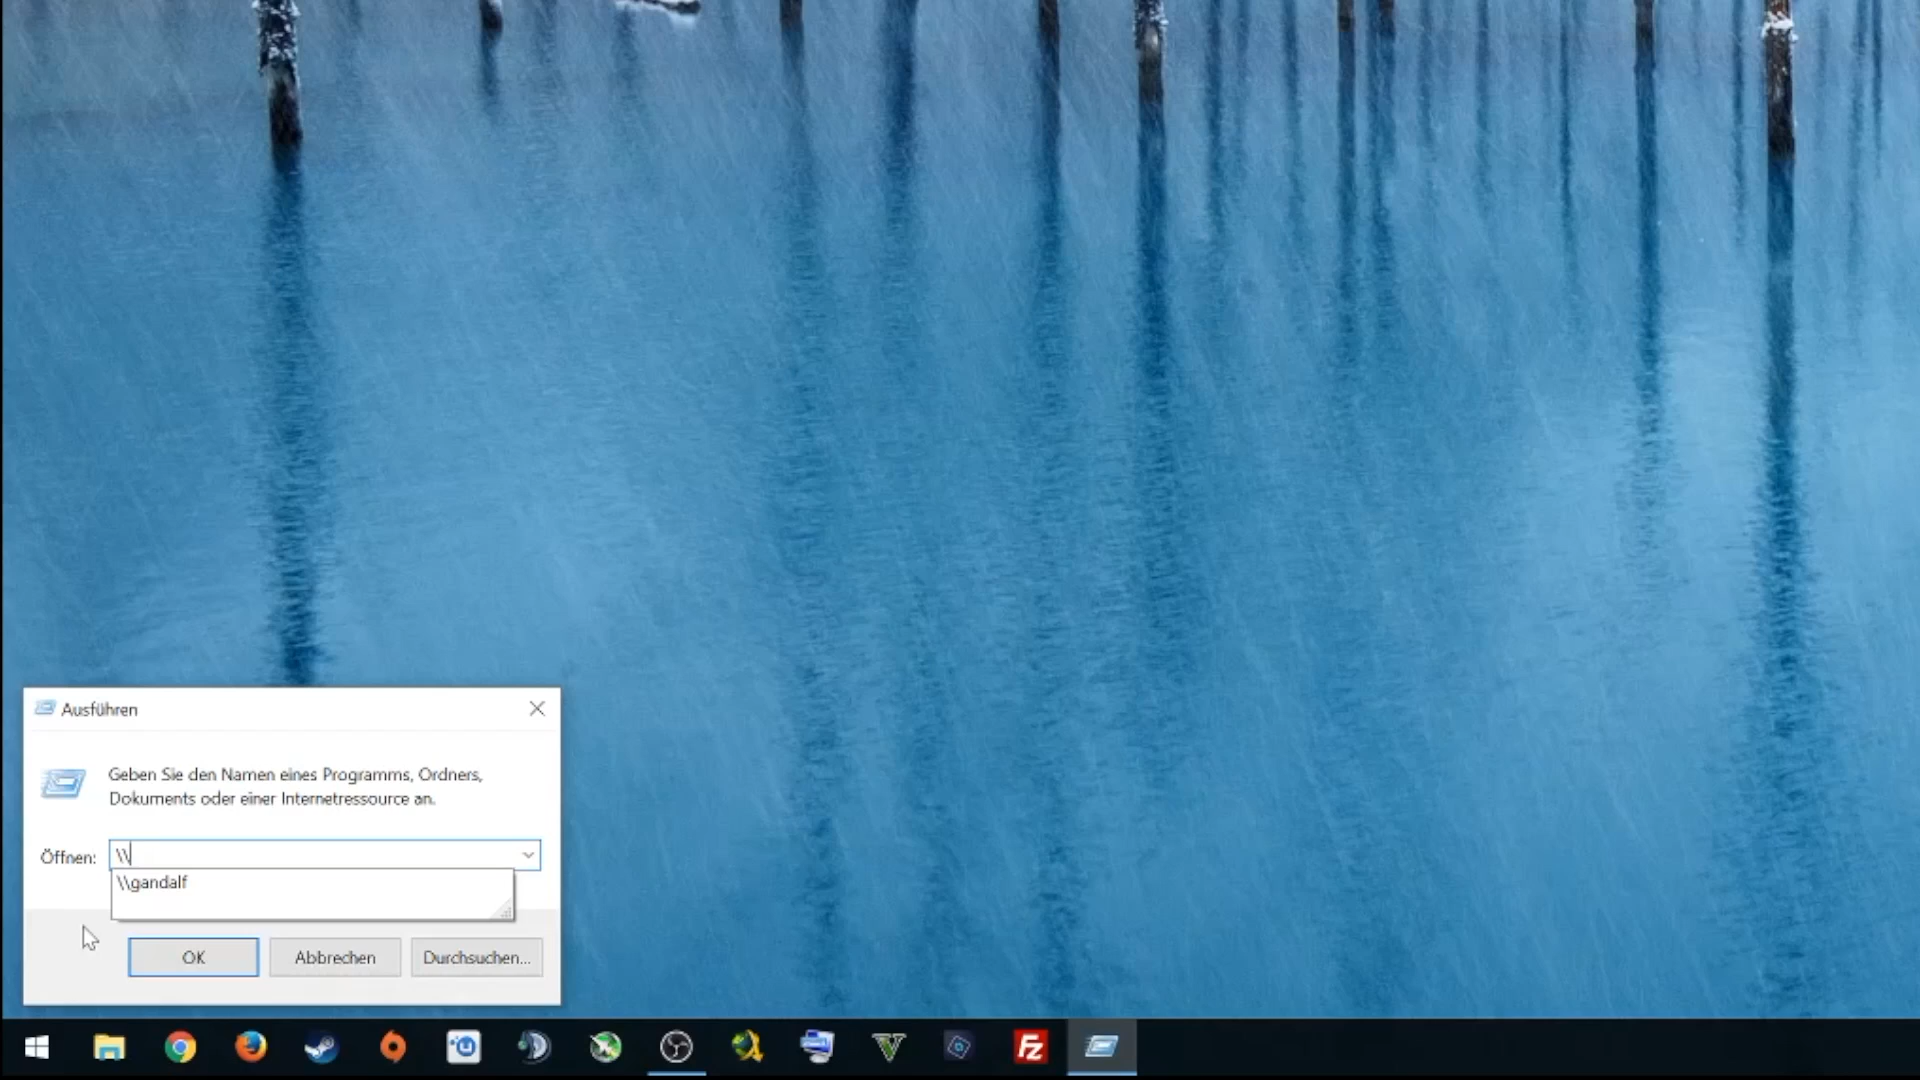 Ausführen
Geben Sie den Namen eines Programms, Ordners,
Dokuments oder einer Internetressource an.
Öffnen: \\
\\gandalf
OK Abbrechen Durchsuchen...